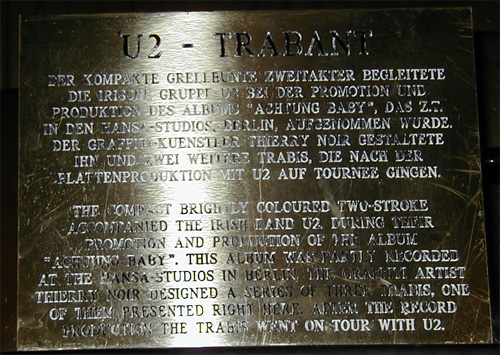 U2 - TRABANT
DER KOMPAKTE GRELLBUNTE ZWEITAKTER BEGLEITETE
DIE IRISCHE GRUPPE U2 BEI DER PROMOTION UND
PRODUKTION DES ALBUMS "ACHTUNG BABY", DAS Z.T.
IN DEN HANSA-STUDIOS, BERLIN, AUFGENOMMEN WURDE.
DER GRAFFITI-KUENSTLER THIERRY NOIR GESTALTETE
IHN UND ZWEI WEITERE TRABIS, DIE NACH DER
PLATTENPRODUKTION MIT U2 AUF TOURNEE GINGEN.
THE COMPACT BRIGHTLY COLOURED TWO-STROKE
ACCOMPANIED THE IRISH BAND U2 DURING THEIR
PROMOTION AND PRODUCTION OF THE ALBUM
"ACHTUNG BABY". THIS ALBUM WAS PARTLY RECORDED
AT THE HANSA-STUDIOS IN BERLIN. THE GRAFFITI ARTIST
THIERRY NOIR DESIGNED A SERIES OF THREE TRABIS, ONE
OF THEM PRESENTED RIGHT HERE. AFTER THE RECORD
PRODUCTION THE TRABIS WENT ON TOUR WITH U2.